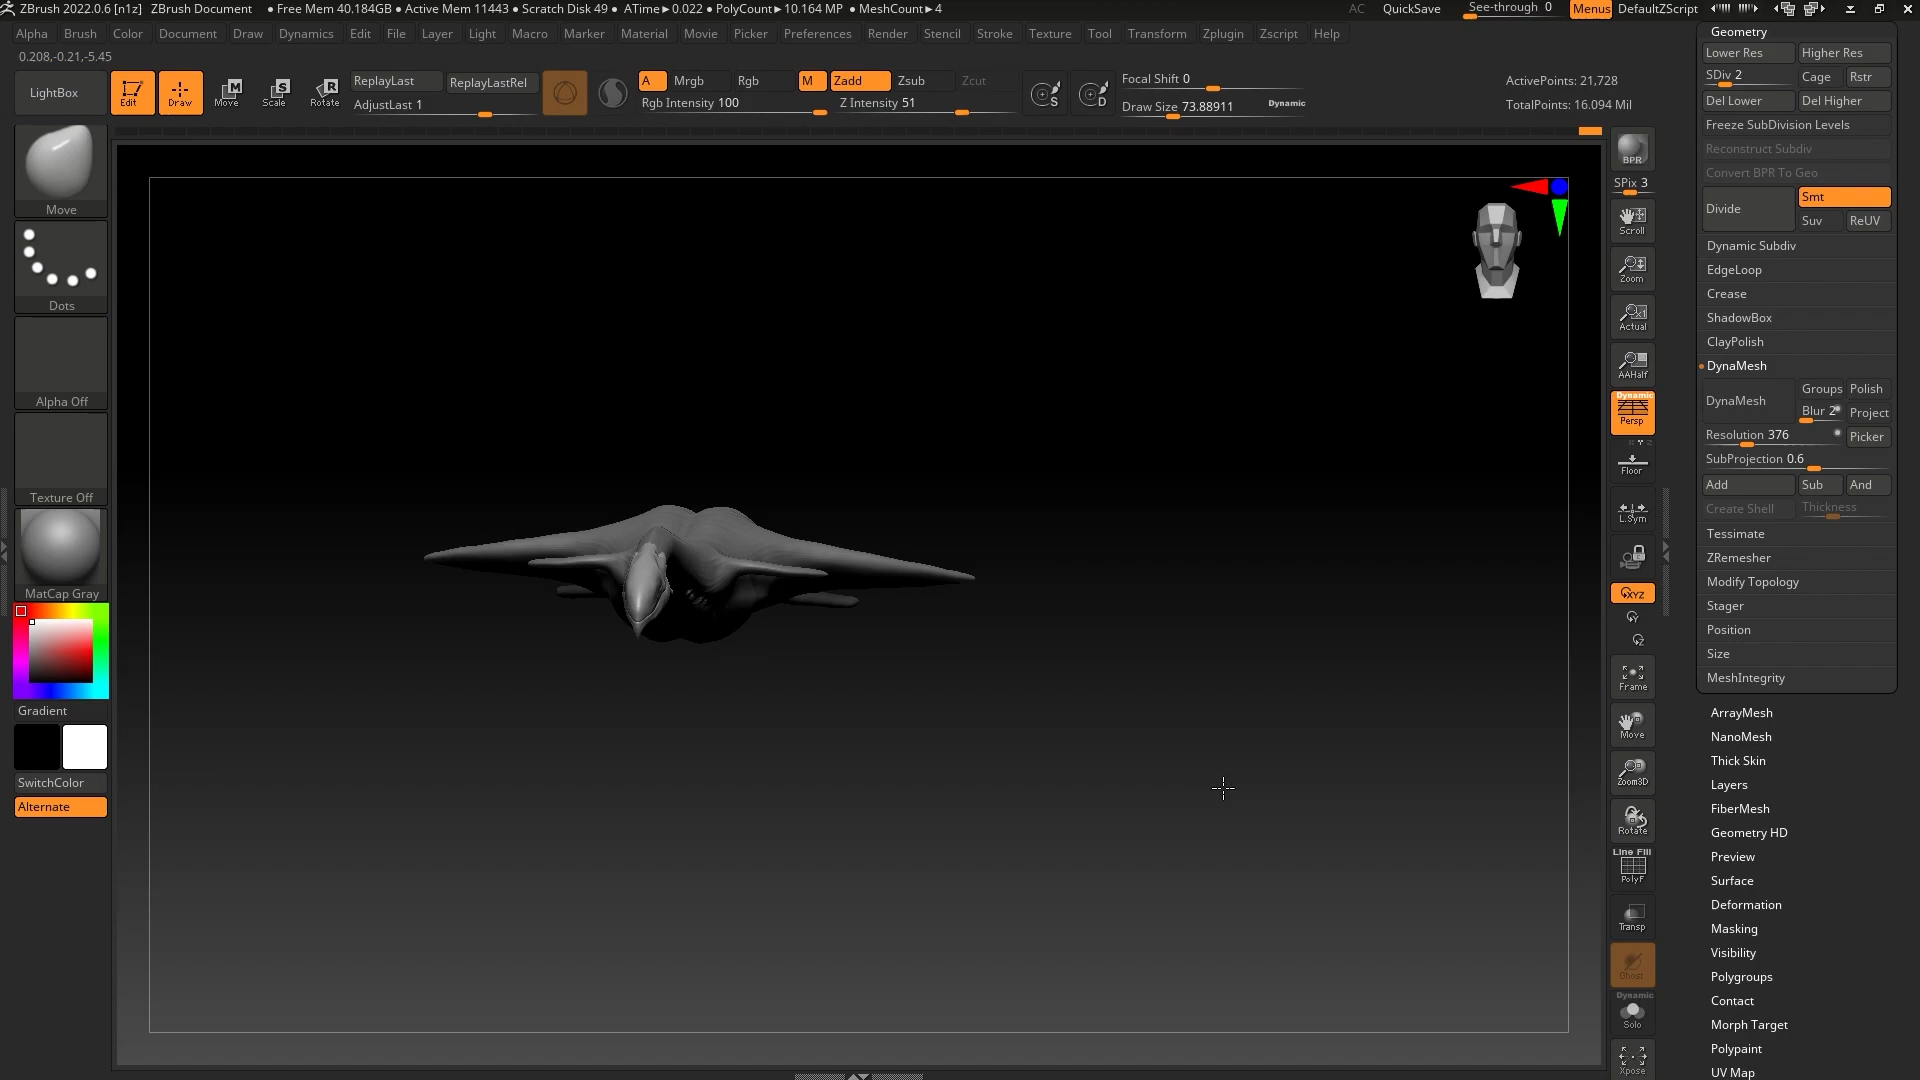 ZBrush 2022.0.6 [n1z] ZBrush Document • Free Mem 40.184GB • Active Mem 11443 • Scratch Disk 49 • ATime►0.022 • PolyCount►10.164 MP • MeshCount►4 AC QuickSave See-through 0 Menus DefaultZScript
Alpha Brush Color Document Draw Dynamics Edit File Layer Light Macro Marker Material Movie Picker Preferences Render Stencil Stroke Texture Tool Transform Zplugin Zscript Help
0.208,-0.21,-5.45
LightBox
Edit
Draw
Move
Scale
Rotate
ReplayLast ReplayLastRel
AdjustLast 1
A Mrgb Rgb M Zadd Zsub Zcut
Rgb Intensity 100 Z Intensity 51
S
D
Focal Shift 0
Draw Size 73.88911 Dynamic
ActivePoints: 21,728
TotalPoints: 16.094 Mil
Move
Dots
Alpha Off
Texture Off
MatCap Gray
Gradient
SwitchColor
Alternate
BPR
SPix 3
Scroll
Zoom
Actual
AAHalf
Dynamic
Persp
Floor
L.Sym
XYZ
Y
Z
Frame
Move
Zoom3D
Rotate
Line Fill
PolyF
Transp
Ghost
Dynamic
Solo
Xpose
Geometry
Lower Res Higher Res
SDiv 2 Cage Rstr
Del Lower Del Higher
Freeze SubDivision Levels
Reconstruct Subdiv
Convert BPR To Geo
Divide Smt
Suv ReUV
Dynamic Subdiv
EdgeLoop
Crease
ShadowBox
ClayPolish
DynaMesh
DynaMesh Groups Polish
Blur 2 Project
Resolution 376 Picker
SubProjection 0.6
Add Sub And
Create Shell Thickness
Tessimate
ZRemesher
Modify Topology
Stager
Position
Size
MeshIntegrity
ArrayMesh
NanoMesh
Thick Skin
Layers
FiberMesh
Geometry HD
Preview
Surface
Deformation
Masking
Visibility
Polygroups
Contact
Morph Target
Polypaint
UV Map